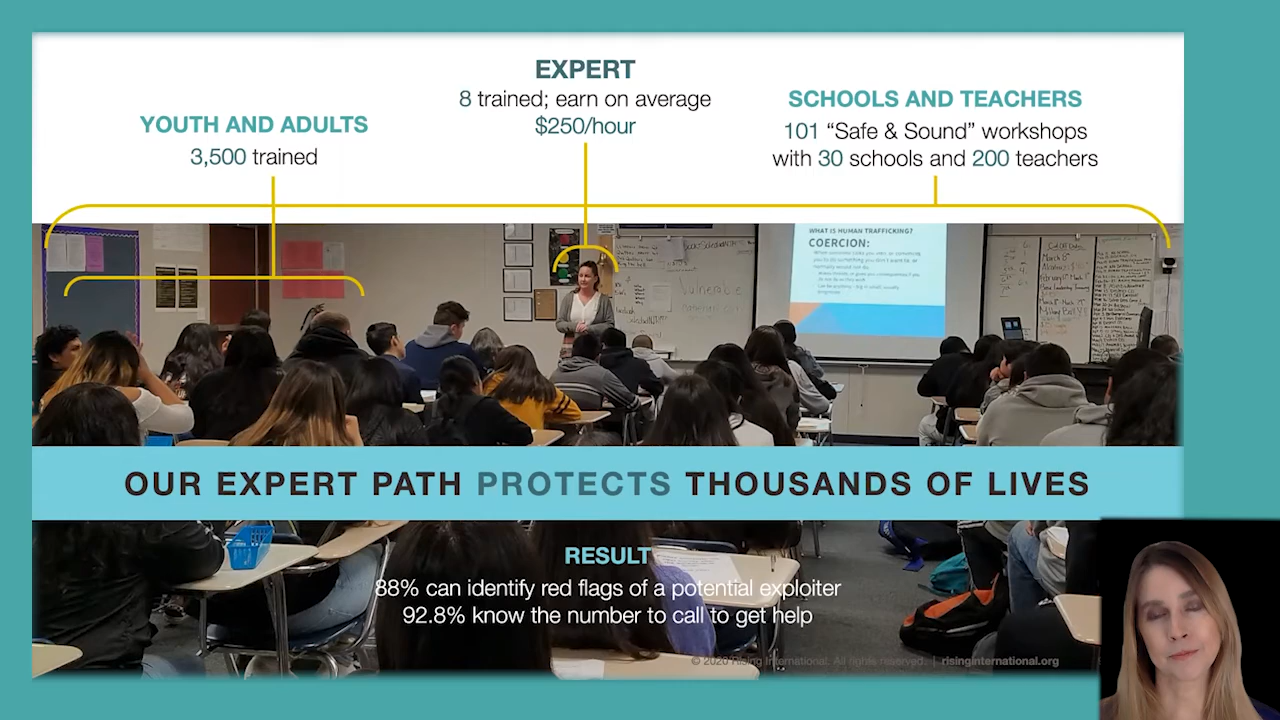 EXPERT
8 trained; earn on average
$250/hour
YOUTH AND ADULTS
3,500 trained
SCHOOLS AND TEACHERS
101 “Safe & Sound” workshops
with 30 schools and 200 teachers
WHAT IS HUMAN TRAFFICKING?
COERCION:
Vulnerable
March 8th
OUR EXPERT PATH PROTECTS THOUSANDS OF LIVES
RESULT
88% can identify red flags of a potential exploiter
92.8% know the number to call to get help
© 2020 Rising International. All rights reserved. | risinginternational.org